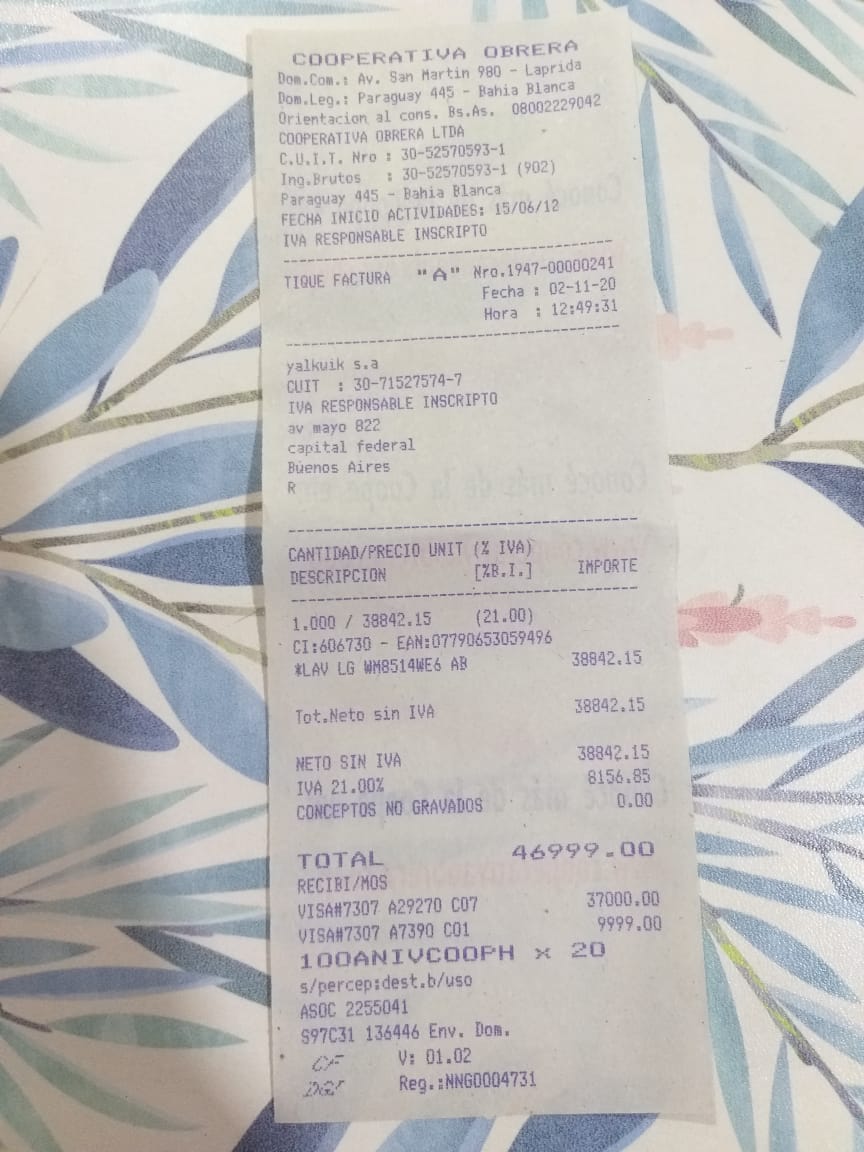 COOPERATIVA OBRERA
Dom.Com.: Av. San Martin 980 - Laprida
Dom.Leg.: Paraguay 445 - Bahia Blanca
Orientacion al cons. Bs.As. 08002229042
COOPERATIVA OBRERA LTDA
C.U.I.T. Nro : 30-52570593-1
Ing.Brutos : 30-52570593-1 (902)
Paraguay 445 - Bahia Blanca
FECHA INICIO ACTIVIDADES: 15/06/12
IVA RESPONSABLE INSCRIPTO
TIQUE FACTURA "A" Nro.1947-00000241
Fecha : 02-11-20
Hora : 12:49:31
yalkuik s.a
CUIT : 30-71527574-7
IVA RESPONSABLE INSCRIPTO
av mayo 822
capital federal
Buenos Aires
R
CANTIDAD/PRECIO UNIT (% IVA)
DESCRIPCION [%B.I.] IMPORTE
1.000 / 38842.15 (21.00)
CI:606730 - EAN:07790653059496
*LAV LG WM8514WE6 AB 38842.15
Tot.Neto sin IVA 38842.15
NETO SIN IVA 38842.15
IVA 21.00% 8156.85
CONCEPTOS NO GRAVADOS 0.00
TOTAL 46999.00
RECIBI/MOS
VISA#7307 A29270 C07 37000.00
VISA#7307 A7390 C01 9999.00
100ANIVCOOPH x 20
s/percep:dest.b/uso
ASOC 2255041
S97C31 136446 Env. Dom.
CF V: 01.02
DGI Reg.:NNG0004731